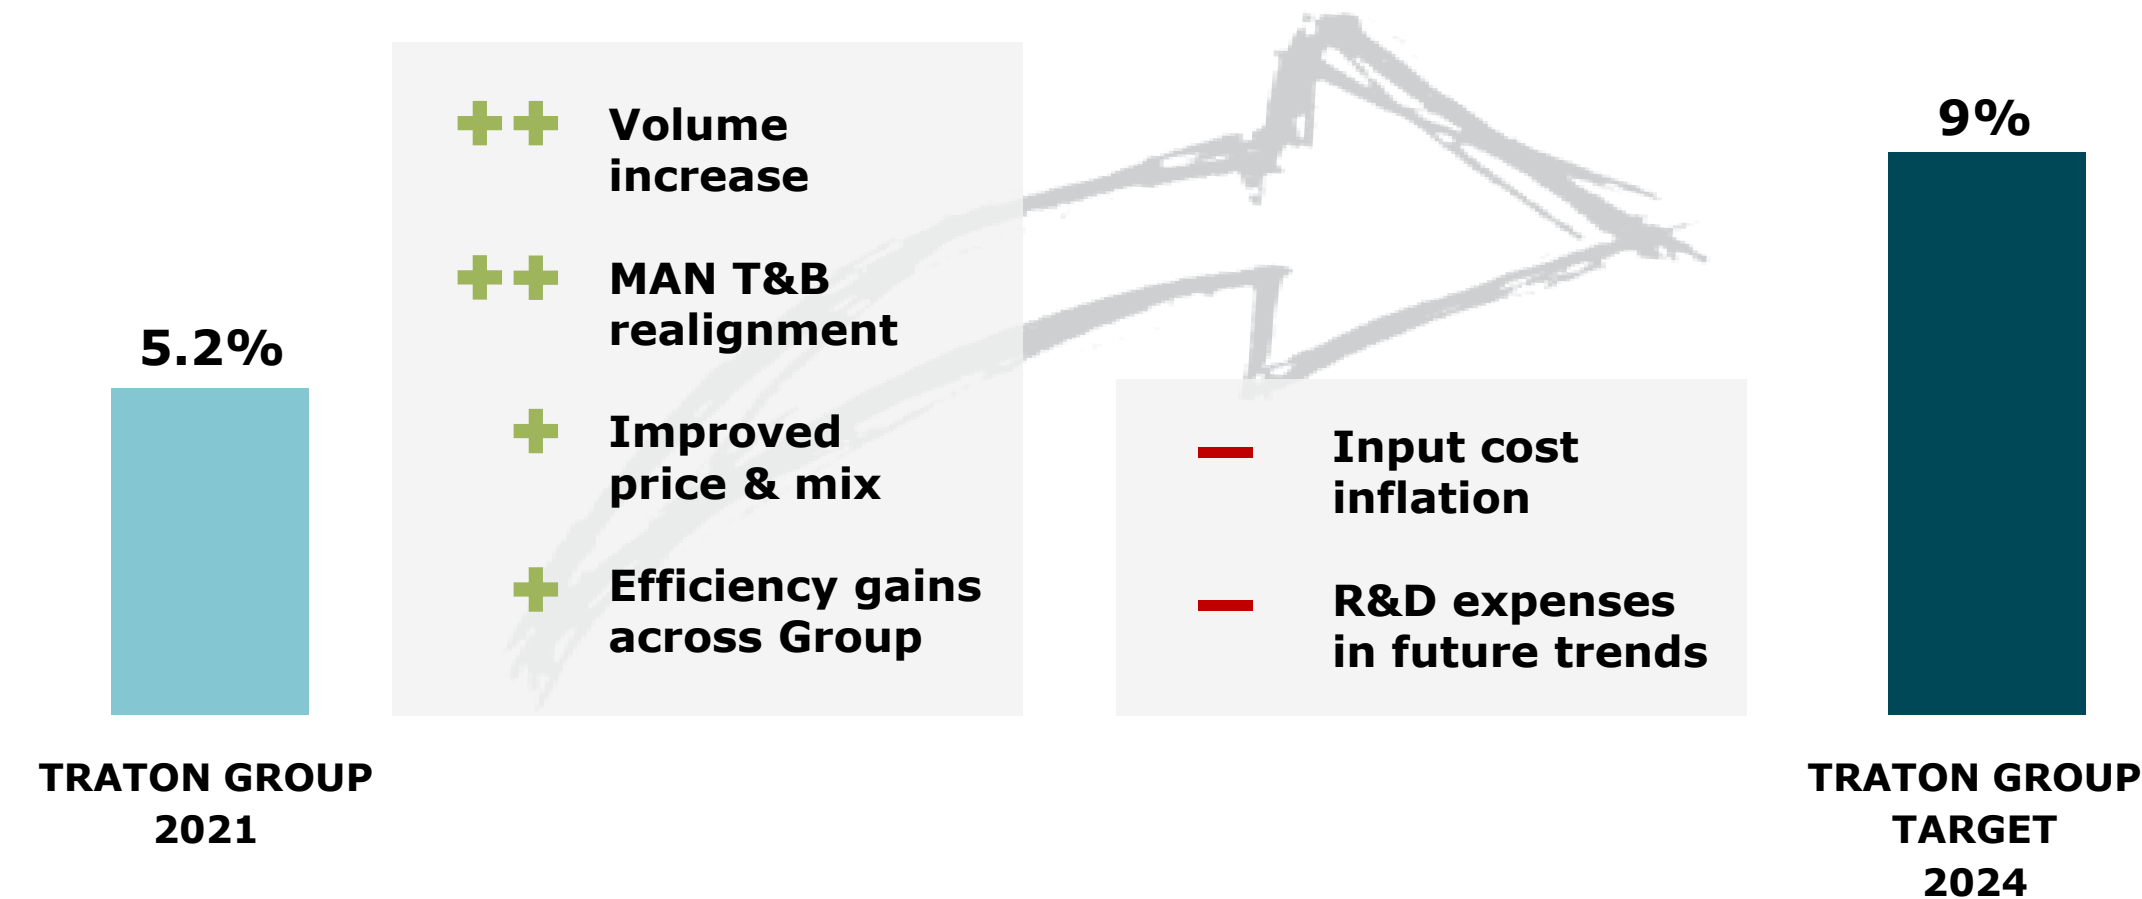 5.2%
TRATON GROUP
2021
++ Volume
increase
++ MAN T&B
realignment
+ Improved
price & mix
+ Efficiency gains
across Group
– Input cost
inflation
– R&D expenses
in future trends
9%
TRATON GROUP
TARGET
2024